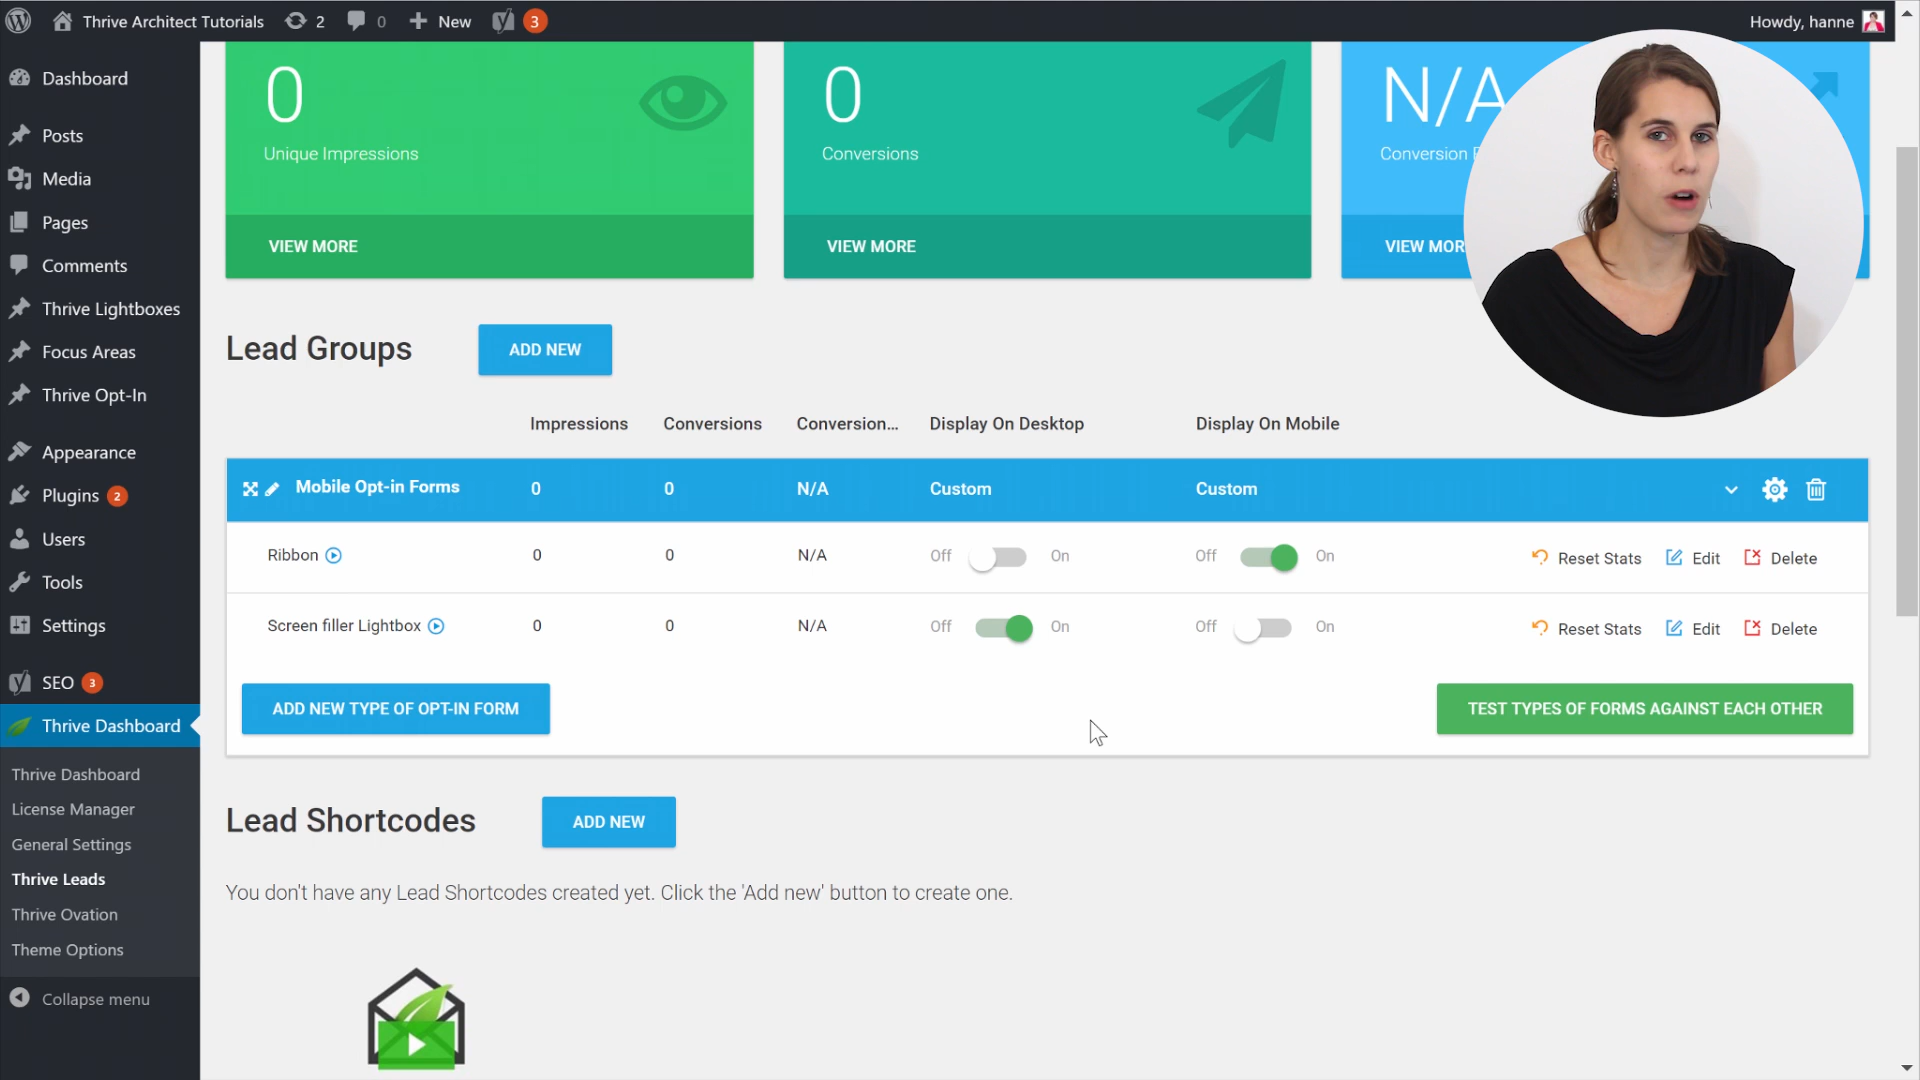 Thrive Architect Tutorials 2 0 New 3 Howdy, hanne
Dashboard
Posts
Media
Pages
Comments
Thrive Lightboxes
Focus Areas
Thrive Opt-In
Appearance
Plugins 2
Users
Tools
Settings
SEO 3
Thrive Dashboard
Thrive Dashboard
License Manager
General Settings
Thrive Leads
Thrive Ovation
Theme Options
Collapse menu
0
Unique Impressions
VIEW MORE
0
Conversions
VIEW MORE
N/A
Conversion
VIEW MOR
Lead Groups ADD NEW
Impressions Conversions Conversion... Display On Desktop Display On Mobile
Mobile Opt-in Forms 0 0 N/A Custom Custom
Ribbon 0 0 N/A Off On Off On Reset Stats Edit Delete
Screen filler Lightbox 0 0 N/A Off On Off On Reset Stats Edit Delete
ADD NEW TYPE OF OPT-IN FORM TEST TYPES OF FORMS AGAINST EACH OTHER
Lead Shortcodes ADD NEW
You don't have any Lead Shortcodes created yet. Click the 'Add new' button to create one.